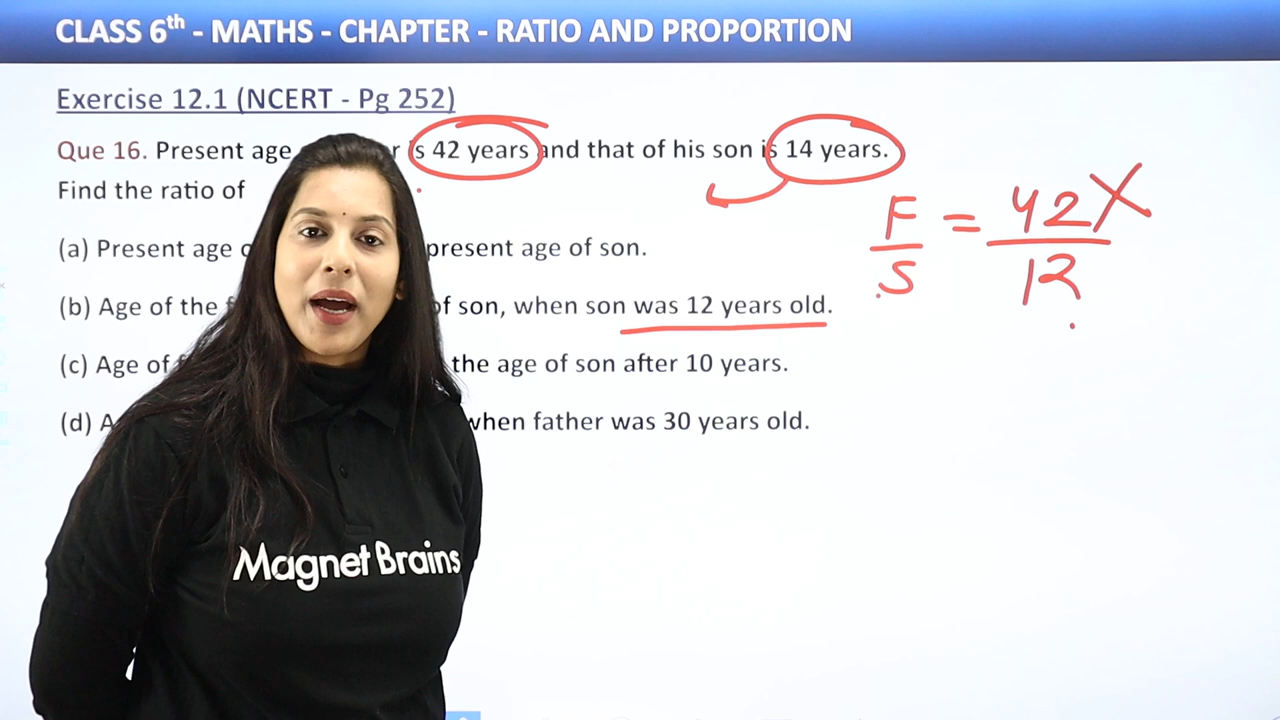 CLASS 6th - MATHS - CHAPTER - RATIO AND PROPORTION
Exercise 12.1 (NCERT - Pg 252)
Que 16. Present age is 42 years and that of his son is 14 years.
Find the ratio of
(a) Present age present age of son.
(b) Age of the of son, when son was 12 years old.
(c) Age of the age of son after 10 years.
(d) when father was 30 years old.
F/S = 42/12 X
Magnet Brains